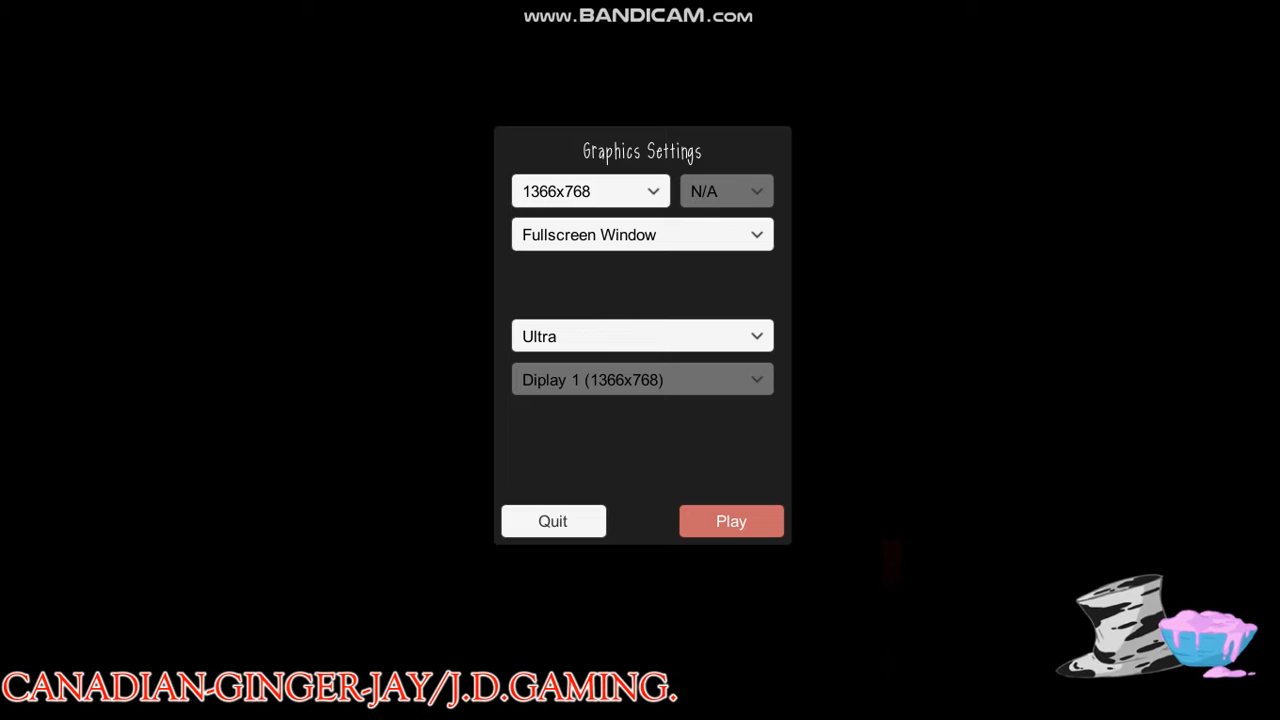 www.BANDICAM.com
Graphics Settings
1366x768
N/A
Fullscreen Window
Ultra
Diplay 1 (1366x768)
Quit
Play
CANADIAN-GINGER-JAY/J.D.GAMING.